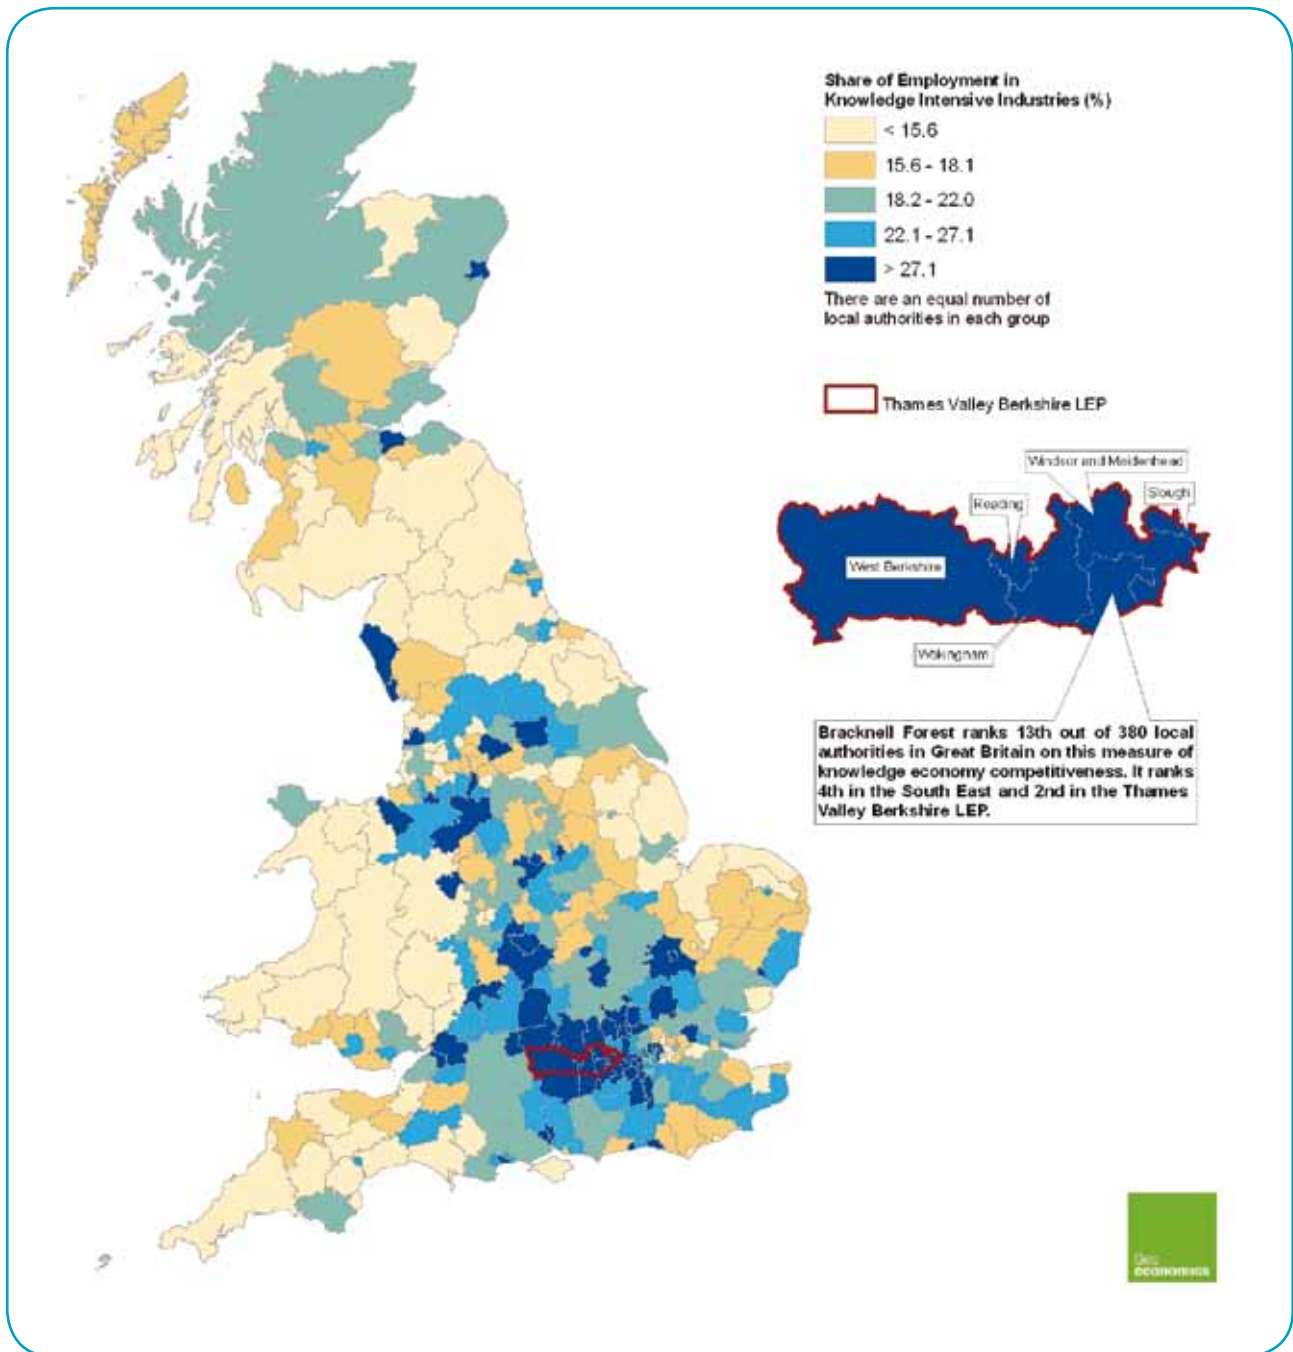 Share of Employment in
Knowledge Intensive Industries (%)
< 15.6
15.6 - 18.1
18.2 - 22.0
22.1 - 27.1
> 27.1
There are an equal number of
local authorities in each group
Thames Valley Berkshire LEP
Windsor and Maidenhead
Slough
Reading
West Berkshire
Wokingham
Bracknell Forest ranks 13th out of 380 local
authorities in Great Britain on this measure of
knowledge economy competitiveness. It ranks
4th in the South East and 2nd in the Thames
Valley Berkshire LEP.
economics